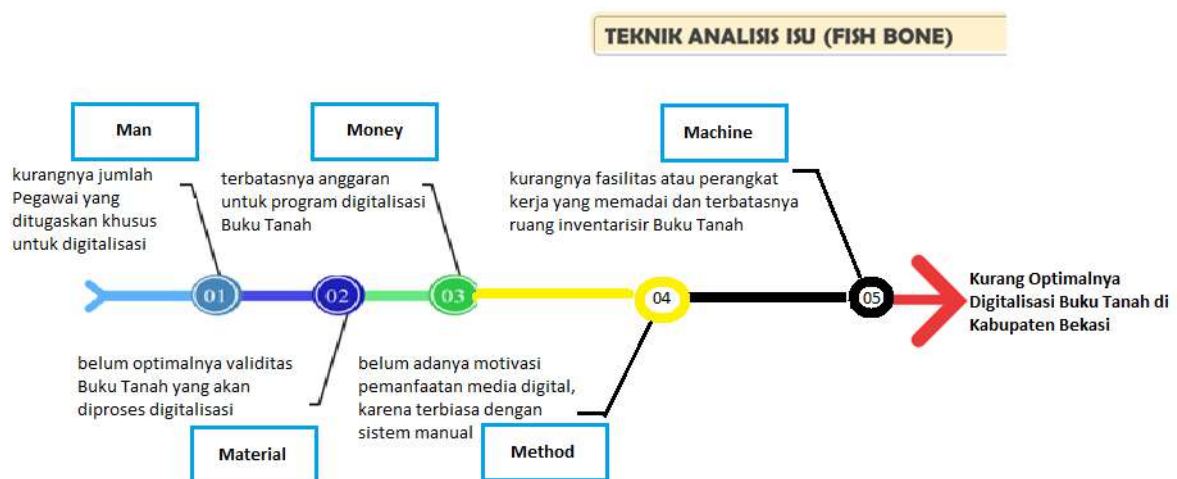 TEKNIK ANALISIS ISU (FISH BONE)
Man
kurangnya jumlah
Pegawai yang
ditugaskan khusus
untuk digitalisasi
Money
terbatasnya anggaran
untuk program digitalisasi
Buku Tanah
Machine
kurangnya fasilitas atau perangkat
kerja yang memadai dan terbatasnya
ruang inventarisir Buku Tanah
01
02
03
04
05
Kurang Optimalnya
Digitalisasi Buku Tanah di
Kabupaten Bekasi
belum optimalnya validitas
Buku Tanah yang akan
diproses digitalisasi
Material
belum adanya motivasi
pemanfaatan media digital,
karena terbiasa dengan
sistem manual
Method